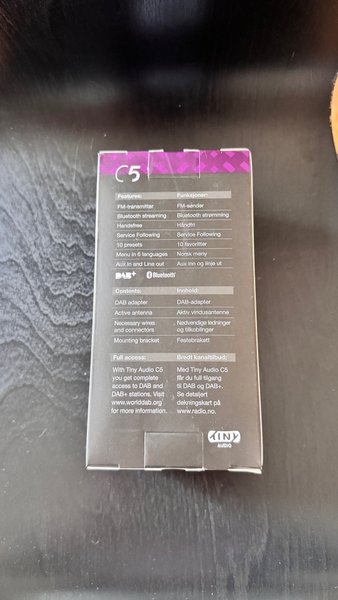 C5
Features:
FM-transmitter
Bluetooth streaming
Handsfree
Service Following
10 presets
Menu in 6 languages
Aux In and Line out
DAB+
Bluetooth
Funksjoner:
FM-sender
Bluetooth strømming
Håndfri
Service Following
10 favoritter
Norsk meny
Aux inn og linje ut
Contents:
DAB adapter
Active antenna
Necessary wires
and connectors
Mounting bracket
Innhold:
DAB-adapter
Aktiv vindusantenne
Nødvendige ledninger
og tilkoblinger
Festebrakett
Full access:
With Tiny Audio C5
you get complete
access to DAB and
DAB+ stations. Visit
www.worlddab.org
for more information.
Bredt kanaltilbud:
Med Tiny Audio C5
får du full tilgang
til DAB og DAB+.
Se detaljert
dekningskart på
www.radio.no.
TINY
AUDIO